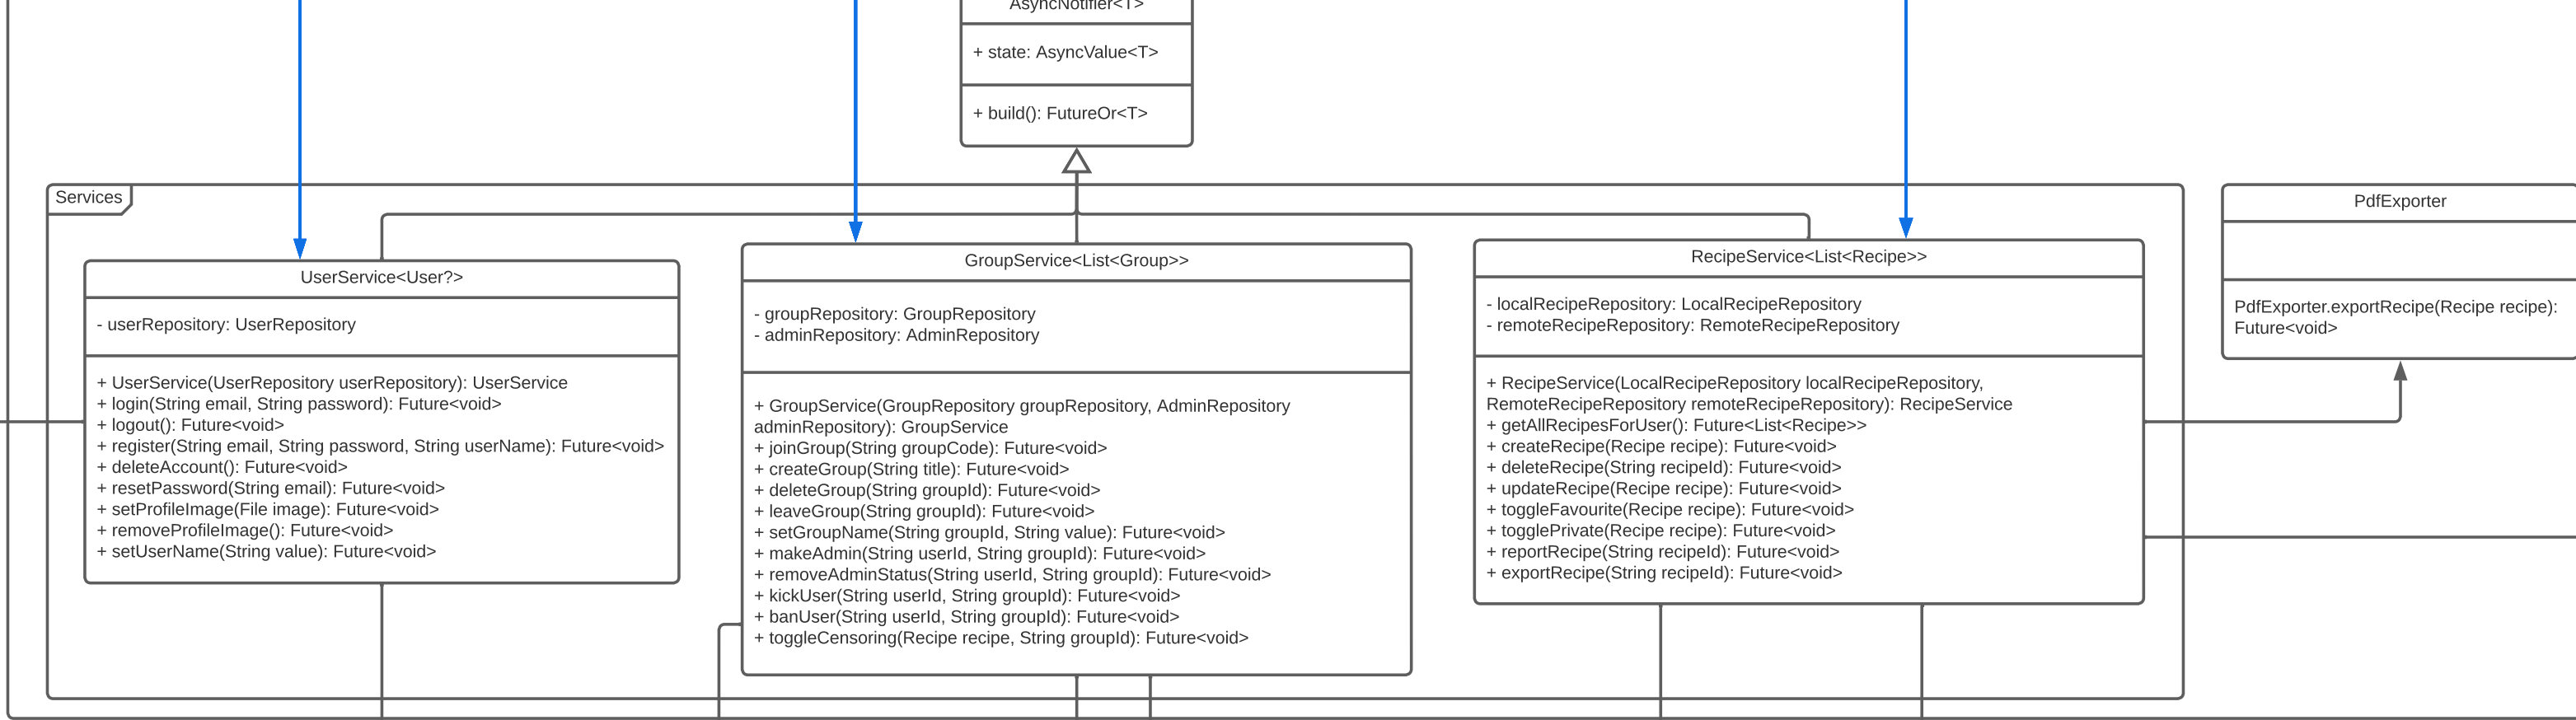 AsyncNotifier<T>
+ state: AsyncValue<T>
+ build(): FutureOr<T>
Services
UserService<User?>
- userRepository: UserRepository
+ UserService(UserRepository userRepository): UserService
+ login(String email, String password): Future<void>
+ logout(): Future<void>
+ register(String email, String password, String userName): Future<void>
+ deleteAccount(): Future<void>
+ resetPassword(String email): Future<void>
+ setProfileImage(File image): Future<void>
+ removeProfileImage(): Future<void>
+ setUserName(String value): Future<void>
GroupService<List<Group>>
- groupRepository: GroupRepository
- adminRepository: AdminRepository
+ GroupService(GroupRepository groupRepository, AdminRepository
adminRepository): GroupService
+ joinGroup(String groupCode): Future<void>
+ createGroup(String title): Future<void>
+ deleteGroup(String groupId): Future<void>
+ leaveGroup(String groupId): Future<void>
+ setGroupName(String groupId, String value): Future<void>
+ makeAdmin(String userId, String groupId): Future<void>
+ removeAdminStatus(String userId, String groupId): Future<void>
+ kickUser(String userId, String groupId): Future<void>
+ banUser(String userId, String groupId): Future<void>
+ toggleCensoring(Recipe recipe, String groupId): Future<void>
RecipeService<List<Recipe>>
- localRecipeRepository: LocalRecipeRepository
- remoteRecipeRepository: RemoteRecipeRepository
+ RecipeService(LocalRecipeRepository localRecipeRepository,
RemoteRecipeRepository remoteRecipeRepository): RecipeService
+ getAllRecipesForUser(): Future<List<Recipe>>
+ createRecipe(Recipe recipe): Future<void>
+ deleteRecipe(String recipeId): Future<void>
+ updateRecipe(Recipe recipe): Future<void>
+ toggleFavourite(Recipe recipe): Future<void>
+ togglePrivate(Recipe recipe): Future<void>
+ reportRecipe(String recipeId): Future<void>
+ exportRecipe(String recipeId): Future<void>
PdfExporter
PdfExporter.exportRecipe(Recipe recipe):
Future<void>